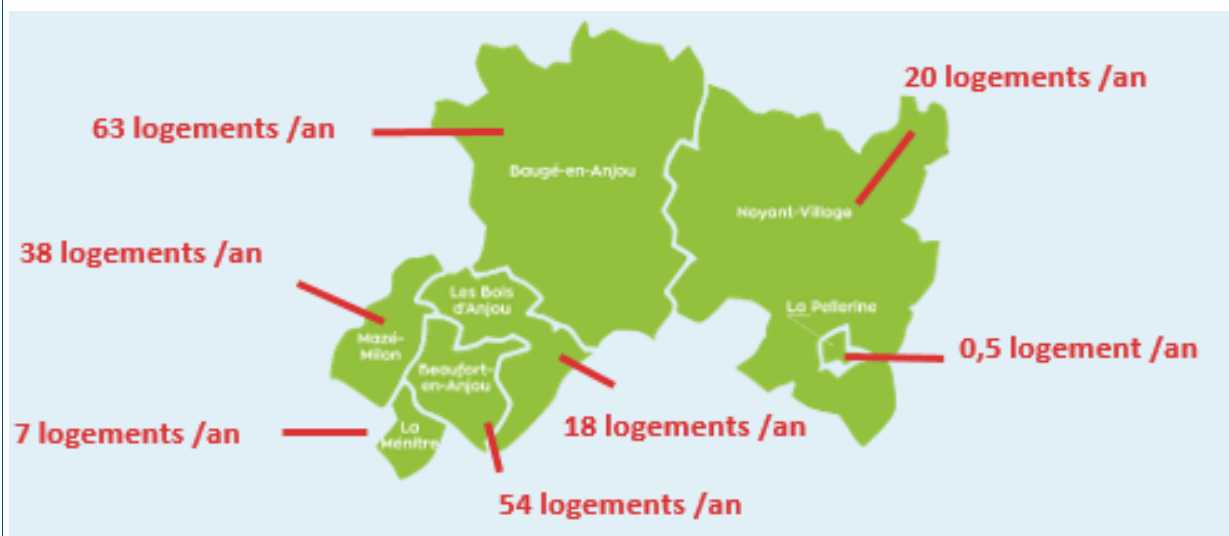 20 logements /an
63 logements /an
Baugé-en-Anjou
Noyant-Village
38 logements /an
Les Bois
d'Anjou
La Pellerine
Mazé-
Milon
0,5 logement /an
Beaufort-
en-Anjou
18 logements /an
7 logements /an
La
Ménitré
54 logements /an